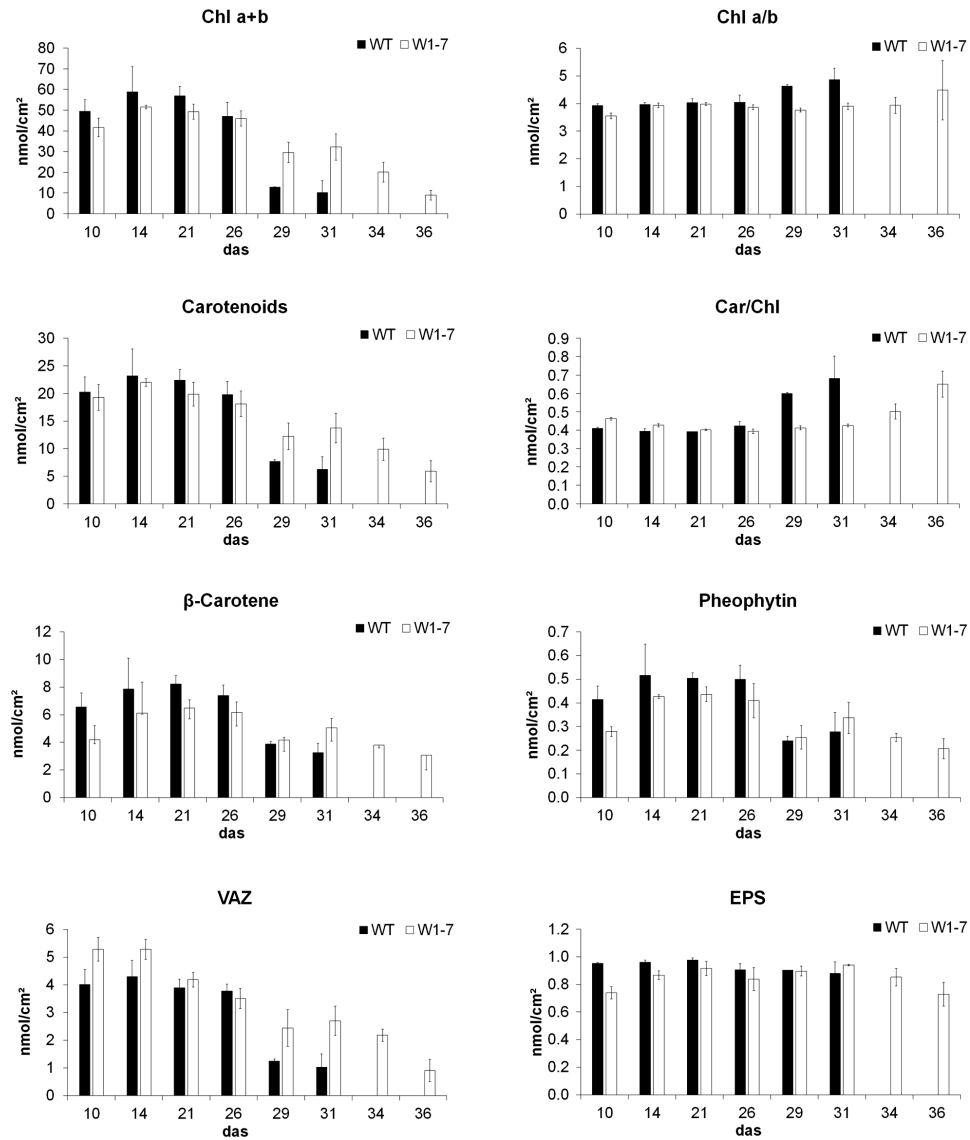 Chl a+b
WT W1-7
nmol/cm²
80
70
60
50
40
30
20
10
0
10 14 21 26 29 31 34 36
das
Chl a/b
WT W1-7
nmol/cm²
6
5
4
3
2
1
0
10 14 21 26 29 31 34 36
das
Carotenoids
WT W1-7
nmol/cm²
30
25
20
15
10
5
0
10 14 21 26 29 31 34 36
das
Car/Chl
WT W1-7
nmol/cm²
0.9
0.8
0.7
0.6
0.5
0.4
0.3
0.2
0.1
0.0
10 14 21 26 29 31 34 36
das
β-Carotene
WT W1-7
nmol/cm²
12
10
8
6
4
2
0
10 14 21 26 29 31 34 36
das
Pheophytin
WT W1-7
nmol/cm²
0.7
0.6
0.5
0.4
0.3
0.2
0.1
0.0
10 14 21 26 29 31 34 36
das
VAZ
WT W1-7
nmol/cm²
6
5
4
3
2
1
0
10 14 21 26 29 31 34 36
das
EPS
WT W1-7
nmol/cm²
1.2
1.0
0.8
0.6
0.4
0.2
0.0
10 14 21 26 29 31 34 36
das